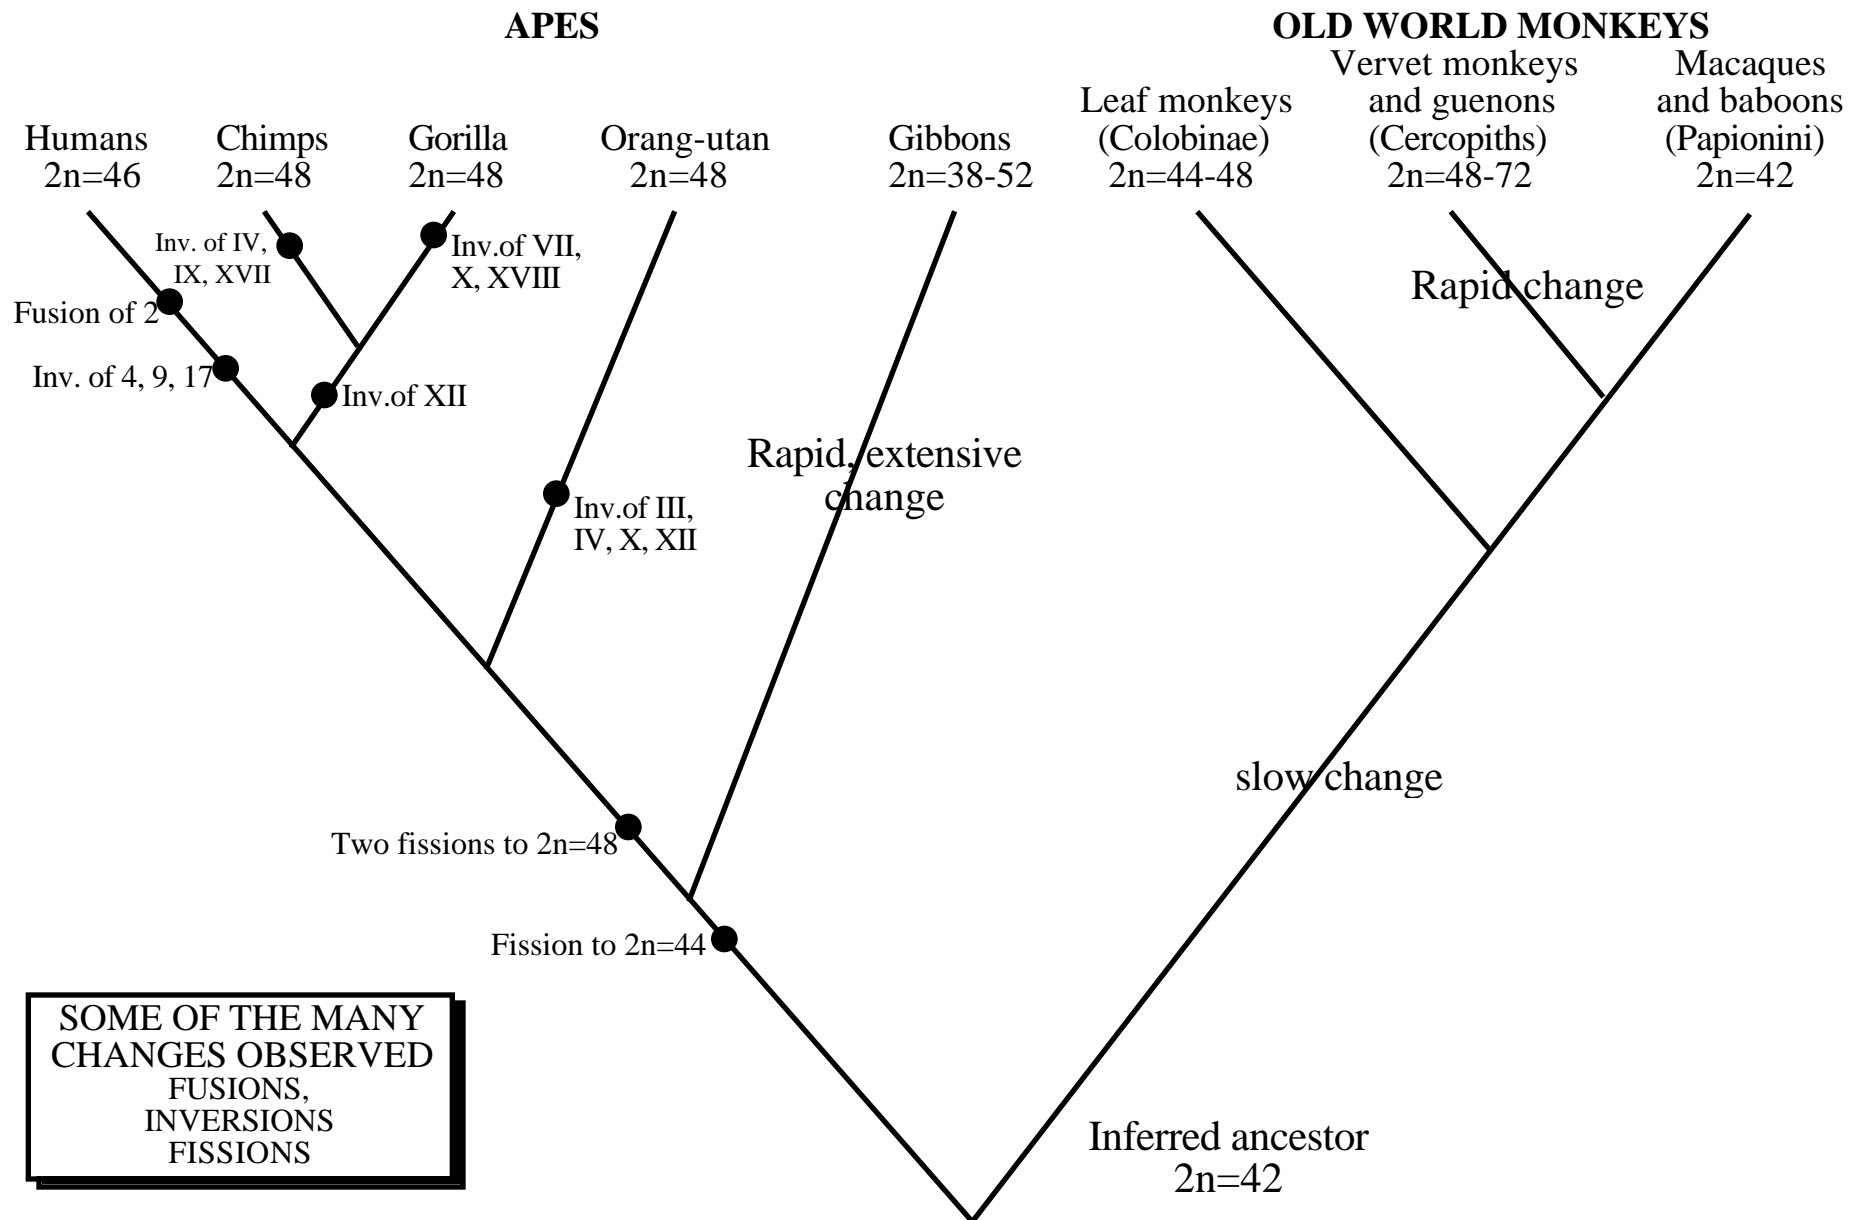 APES
OLD WORLD MONKEYS
Humans
2n=46
Chimps
2n=48
Gorilla
2n=48
Orang-utan
2n=48
Gibbons
2n=38-52
Leaf monkeys
(Colobinae)
2n=44-48
Vervet monkeys
and guenons
(Cercopiths)
2n=48-72
Macaques
and baboons
(Papionini)
2n=42
Inv. of IV,
IX, XVII
Inv.of VII,
X, XVIII
Fusion of 2
Inv. of 4, 9, 17
Inv.of XII
Rapid change
Rapid, extensive
change
Inv.of III,
IV, X, XII
slow change
Two fissions to 2n=48
Fission to 2n=44
SOME OF THE MANY
CHANGES OBSERVED
FUSIONS,
INVERSIONS
FISSIONS
Inferred ancestor
2n=42